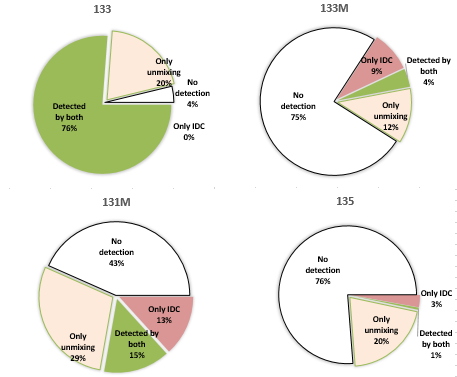 133
Only
unmixing
20%
No
detection
4%
Detected
by both
76%
Only IDC
0%
133M
Only IDC
9%
Detected by
both
4%
No
detection
75%
Only
unmixing
12%
131M
No
detection
43%
Only IDC
13%
Detected by
both
15%
Only
unmixing
29%
135
No
detection
76%
Only IDC
3%
Only
unmixing
20%
Detected by
both
1%